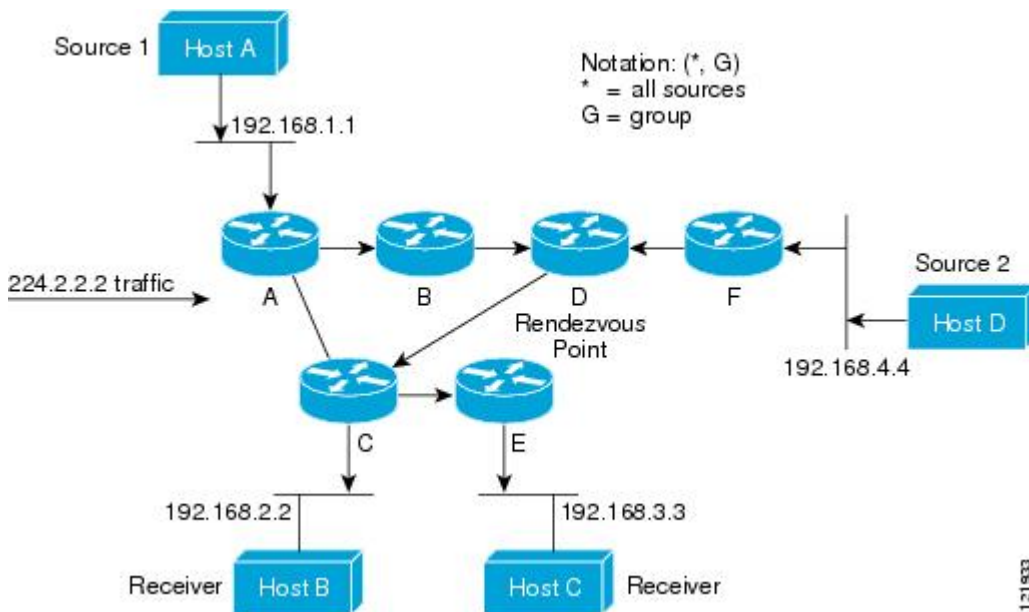 Source 1
Host A
Notation: (*, G)
* = all sources
G = group
192.168.1.1
Source 2
224.2.2.2 traffic
A
B
D
F
Host D
Rendezvous
Point
192.168.4.4
C
E
192.168.2.2
192.168.3.3
Receiver
Host B
Host C
Receiver
121933